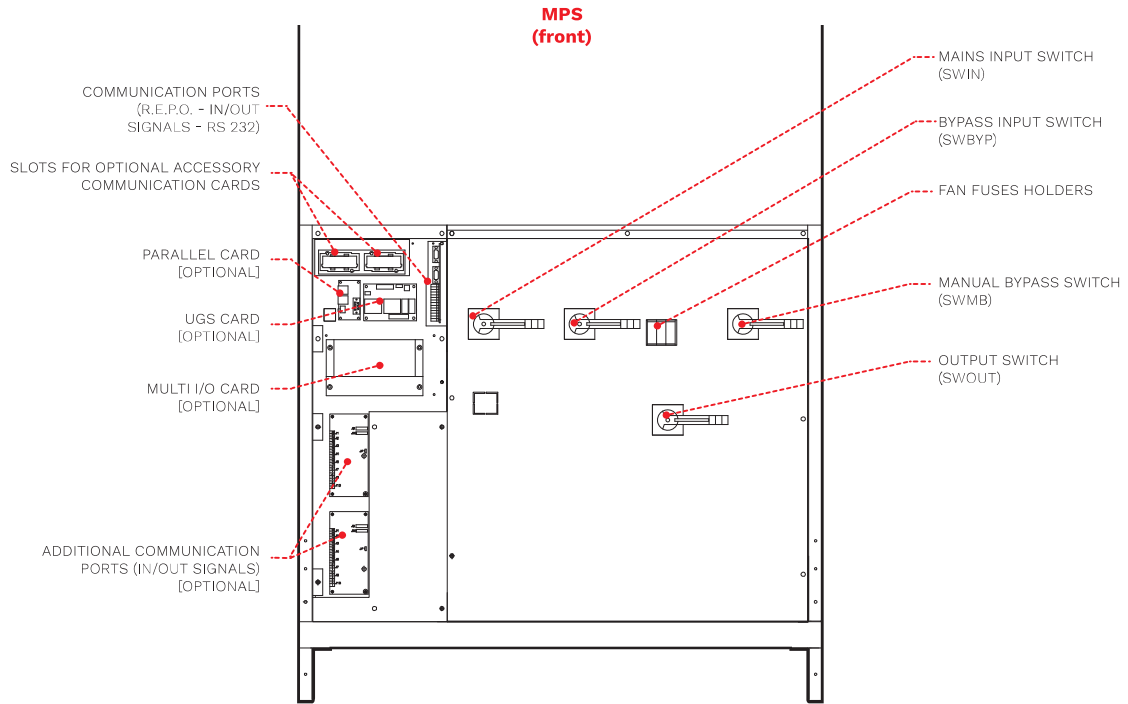 MPS
(front)
COMMUNICATION PORTS
(R.E.P.O. - IN/OUT
SIGNALS - RS 232)
SLOTS FOR OPTIONAL ACCESSORY
COMMUNICATION CARDS
PARALLEL CARD
[OPTIONAL]
UGS CARD
[OPTIONAL]
MULTI I/O CARD
[OPTIONAL]
ADDITIONAL COMMUNICATION
PORTS (IN/OUT SIGNALS)
[OPTIONAL]
MAINS INPUT SWITCH
(SWIN)
BYPASS INPUT SWITCH
(SWBYP)
FAN FUSES HOLDERS
MANUAL BYPASS SWITCH
(SWMB)
OUTPUT SWITCH
(SWOUT)